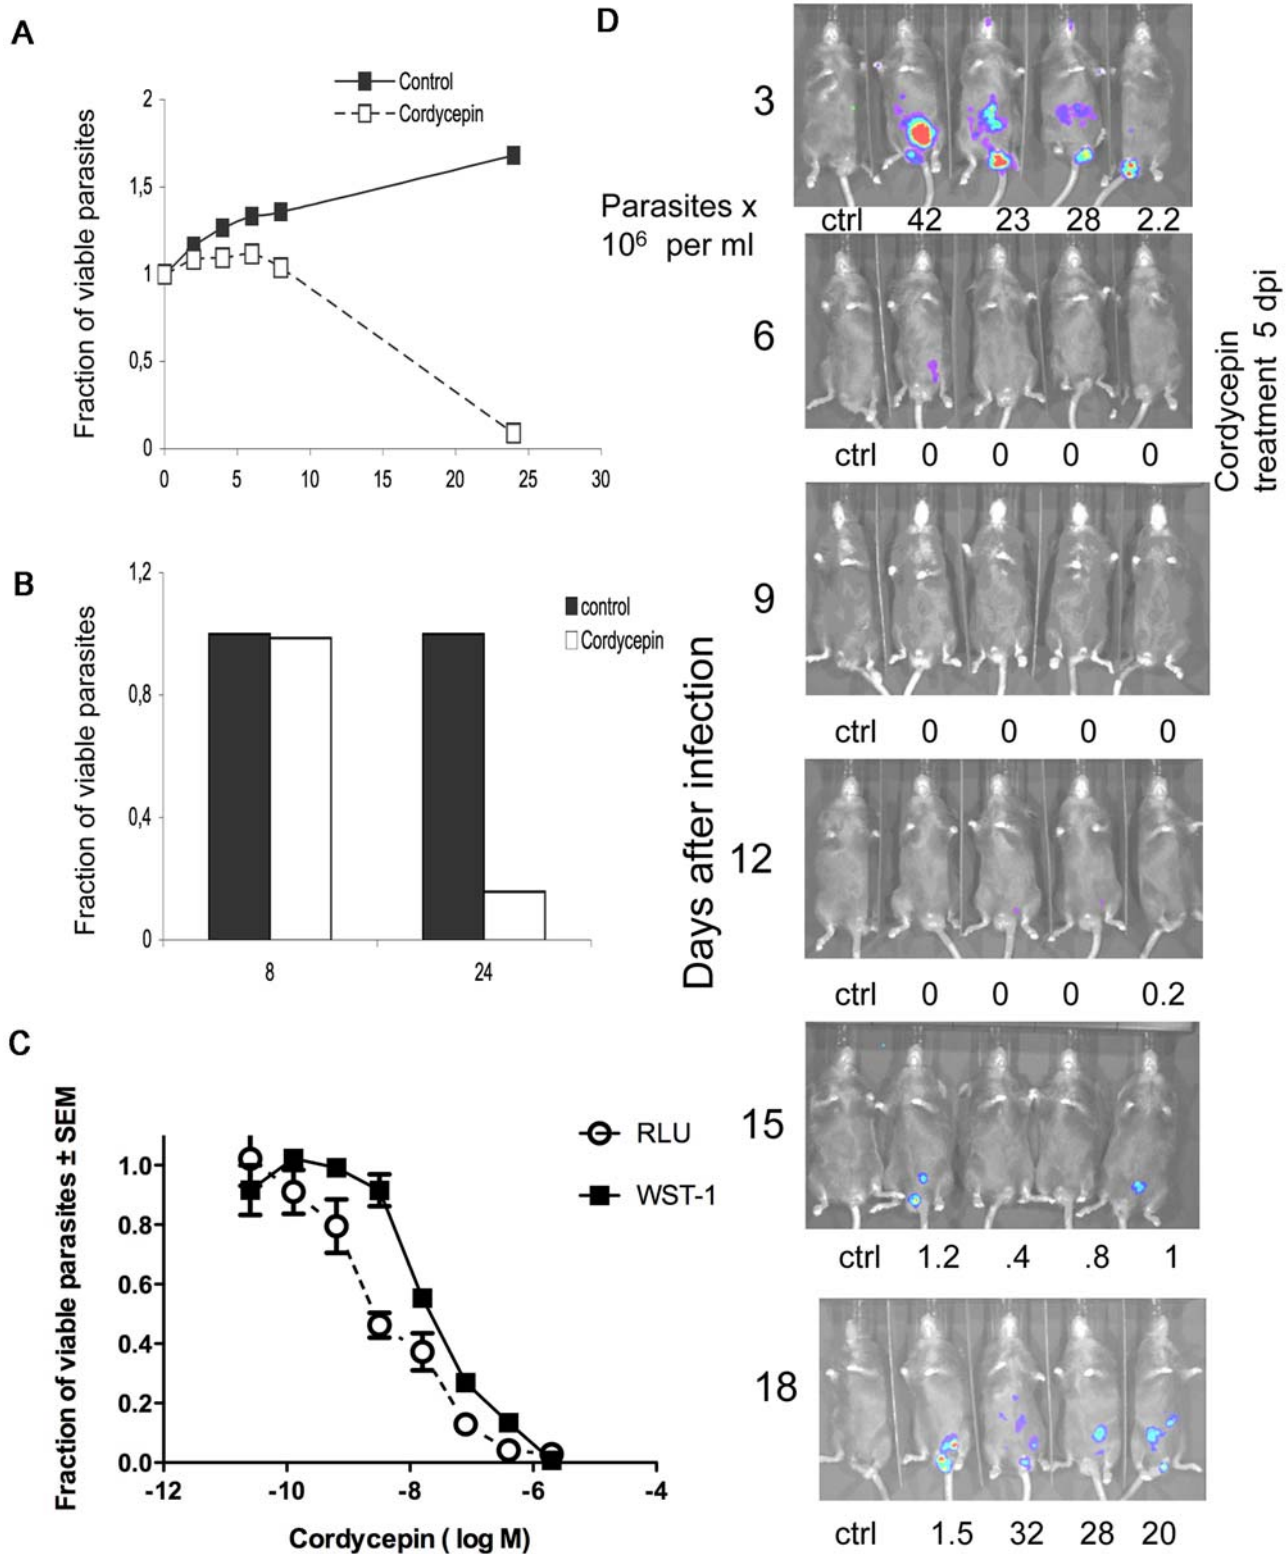 A
Control
Cordycepin
Fraction of viable parasites
2
1,5
1
0,5
0
0 5 10 15 20 25 30
B
control
Cordycepin
Fraction of viable parasites
1,2
0,8
0,4
0
8 24
C
RLU
WST-1
Fraction of viable parasites ± SEM
1.0
0.8
0.6
0.4
0.2
0.0
-12 -10 -8 -6 -4
Cordycepin ( log M)
D
Parasites x
10⁶ per ml
Days after infection
Cordycepin
treatment 5 dpi
3
ctrl 42 23 28 2.2
6
ctrl 0 0 0 0
9
ctrl 0 0 0 0
12
ctrl 0 0 0 0.2
15
ctrl 1.2 .4 .8 1
18
ctrl 1.5 32 28 20